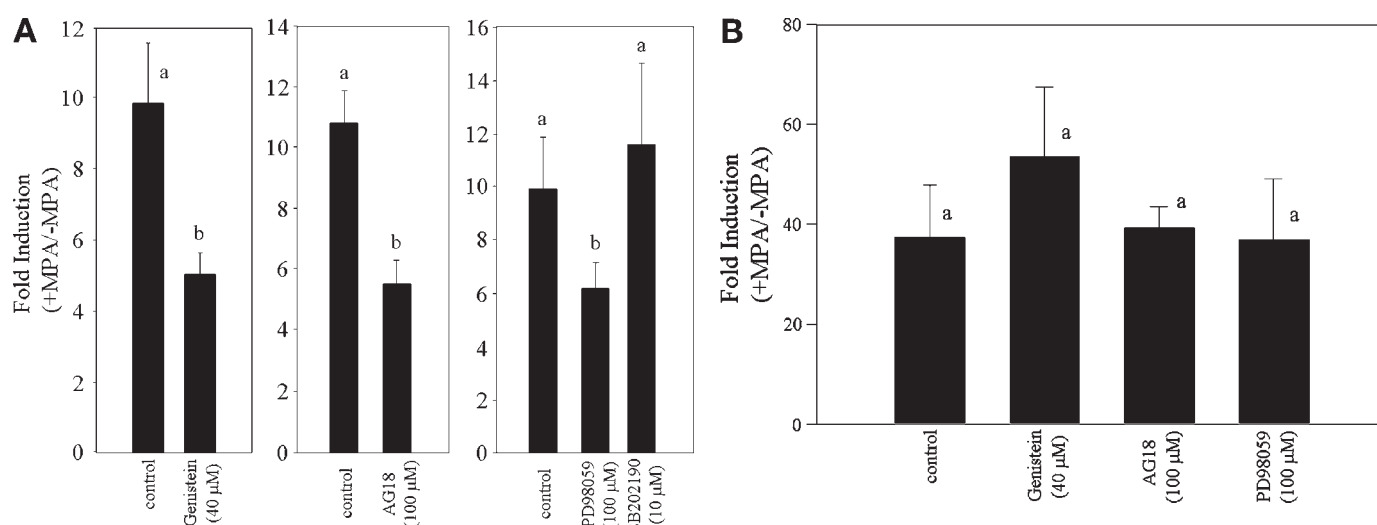 A
B
Fold Induction
(+MPA/-MPA)
12
10
8
6
4
2
0
a
b
control
Genistein
(40 μM)
14
12
10
8
6
4
2
0
a
b
control
AG18
(100 μM)
16
14
12
10
8
6
4
2
0
a
b
a
control
PD98059
(100 μM)
SB202190
(10 μM)
Fold Induction
(+MPA/-MPA)
80
60
40
20
0
a
a
a
a
control
Genistein
(40 μM)
AG18
(100 μM)
PD98059
(100 μM)